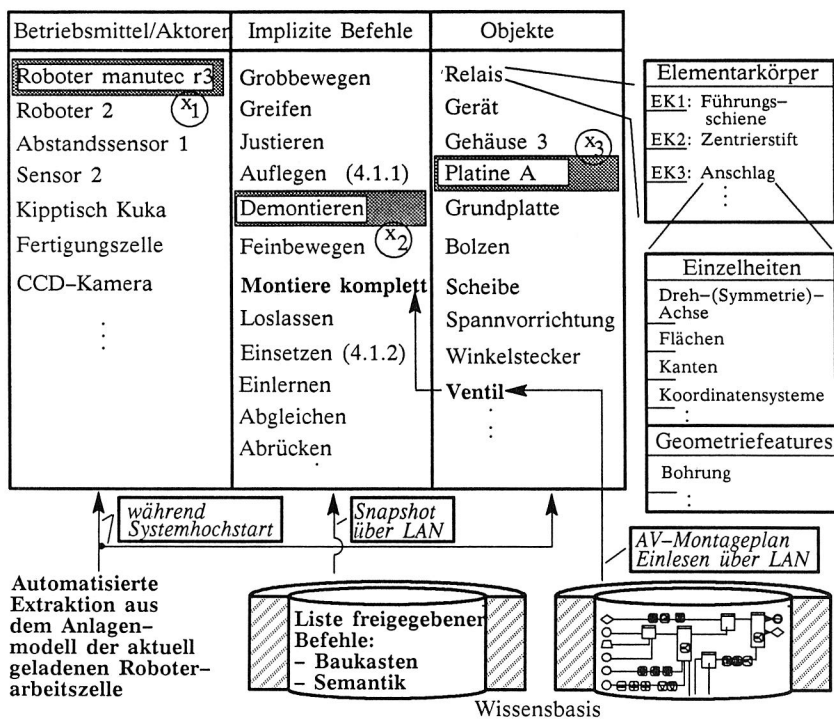 Betriebsmittel/Aktoren
Roboter manutec r3
Roboter 2
x1
Abstandssensor 1
Sensor 2
Kipptisch Kuka
Fertigungszelle
CCD–Kamera
Implizite Befehle
Grobbewegen
Greifen
Justieren
Auflegen (4.1.1)
Demontieren
Feinbewegen
x2
Montiere komplett
Loslassen
Einsetzen (4.1.2)
Einlernen
Abgleichen
Abrücken
Objekte
Relais
Gerät
Gehäuse 3
x3
Platine A
Grundplatte
Bolzen
Scheibe
Spannvorrichtung
Winkelstecker
Ventil
Elementarkörper
EK1: Führungs–
schiene
EK2: Zentrierstift
EK3: Anschlag
Einzelheiten
Dreh–(Symmetrie)–
Achse
Flächen
Kanten
Koordinatensysteme
Geometriefeatures
Bohrung
während
Systemhochstart
Snapshot
über LAN
AV–Montageplan
Einlesen über LAN
Automatisierte
Extraktion aus
dem Anlagen–
modell der aktuell
geladenen Roboter–
arbeitszelle
Liste freigegebener
Befehle:
– Baukasten
– Semantik
Wissensbasis